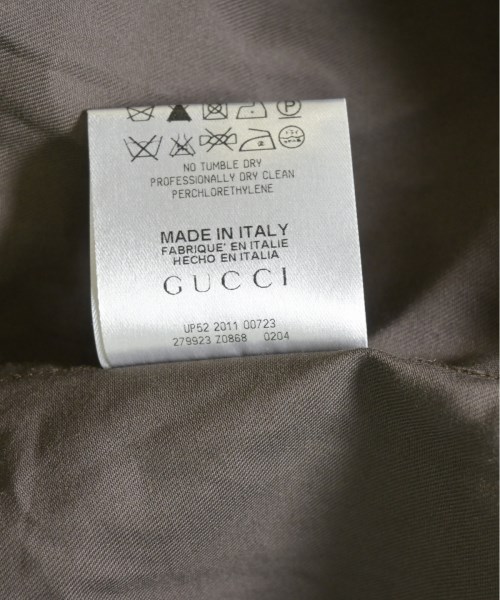 P
NO TUMBLE DRY
PROFESSIONALLY DRY CLEAN
PERCHLORETHYLENE
MADE IN ITALY
FABRIQUE' EN ITALIE
HECHO EN ITALIA
GUCCI
UP52 2011 00723
279923 Z0868 0204